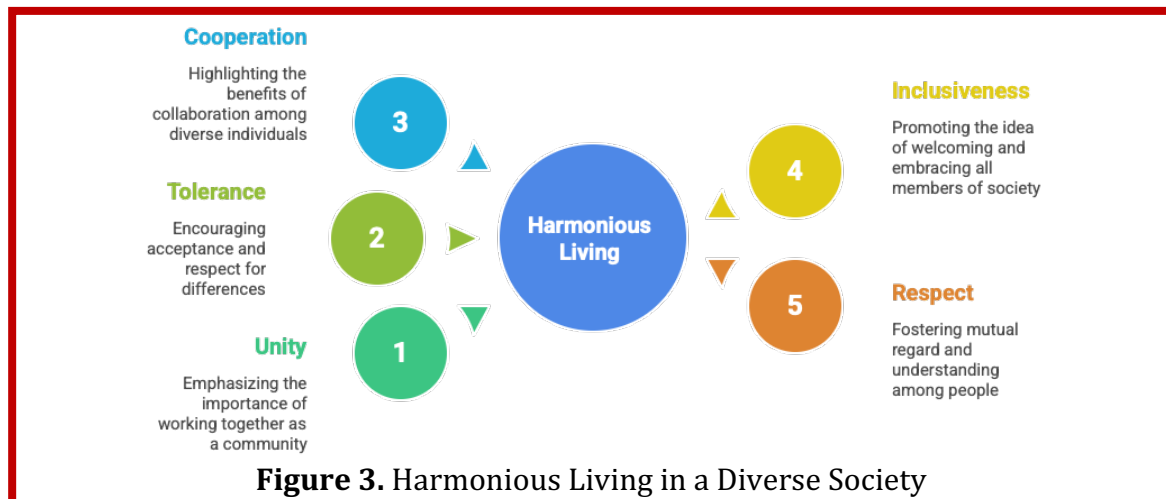 Cooperation
Highlighting the
benefits of
collaboration among
diverse individuals
3
Tolerance
Encouraging
acceptance and
respect for
differences
2
Unity
Emphasizing the
importance of
working together as
a community
1
Harmonious
Living
Inclusiveness
Promoting the idea
of welcoming and
embracing all
members of society
4
Respect
Fostering mutual
regard and
understanding
among people
5
Figure 3. Harmonious Living in a Diverse Society